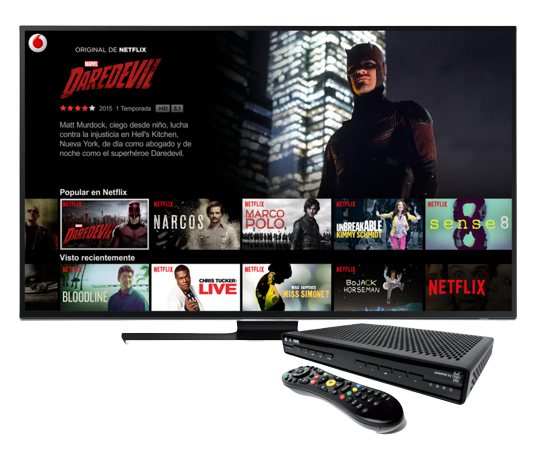 ORIGINAL DE NETFLIX
MARVEL
DAREDEVIL
2015 1 Temporada HD 5.1
Matt Murdock, ciego desde niño, lucha
contra la injusticia en Hell's Kitchen,
Nueva York, de día como abogado y de
noche como el superhéroe Daredevil.
Popular en Netflix
NETFLIX NETFLIX NETFLIX NETFLIX NETFLIX
DAREDEVIL
NARCOS
MARCO
POLO
UNBREAKABLE
KIMMY SCHMIDT
sense8
Visto recientemente
NETFLIX NETFLIX NETFLIX NETFLIX
BLOODLINE
CHRIS TUCKER
LIVE
WHAT HAPPENED,
MISS SIMONE?
BOJACK
HORSEMAN
NETFLIX